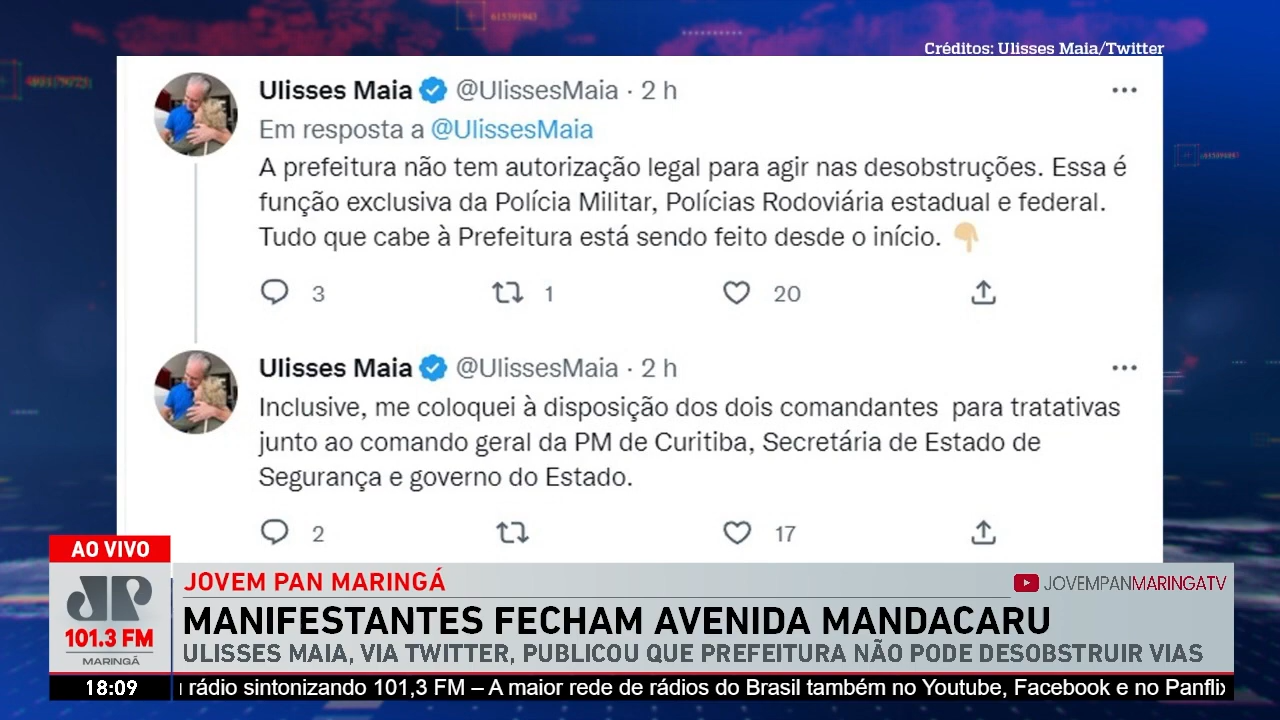 615391943
Créditos: Ulisses Maia/Twitter
Ulisses Maia @UlissesMaia · 2 h
Em resposta a @UlissesMaia
A prefeitura não tem autorização legal para agir nas desobstruções. Essa é
função exclusiva da Polícia Militar, Polícias Rodoviária estadual e federal.
Tudo que cabe à Prefeitura está sendo feito desde o início.
3 1 20
Ulisses Maia @UlissesMaia · 2 h
Inclusive, me coloquei à disposição dos dois comandantes para tratativas
junto ao comando geral da PM de Curitiba, Secretária de Estado de
Segurança e governo do Estado.
2 17
AO VIVO
JP
101.3 FM
MARINGÁ
18:09
JOVEM PAN MARINGÁ
JOVEMPANMARINGATV
MANIFESTANTES FECHAM AVENIDA MANDACARU
ULISSES MAIA, VIA TWITTER, PUBLICOU QUE PREFEITURA NÃO PODE DESOBSTRUIR VIAS
rádio sintonizando 101,3 FM – A maior rede de rádios do Brasil também no Youtube, Facebook e no Panflix